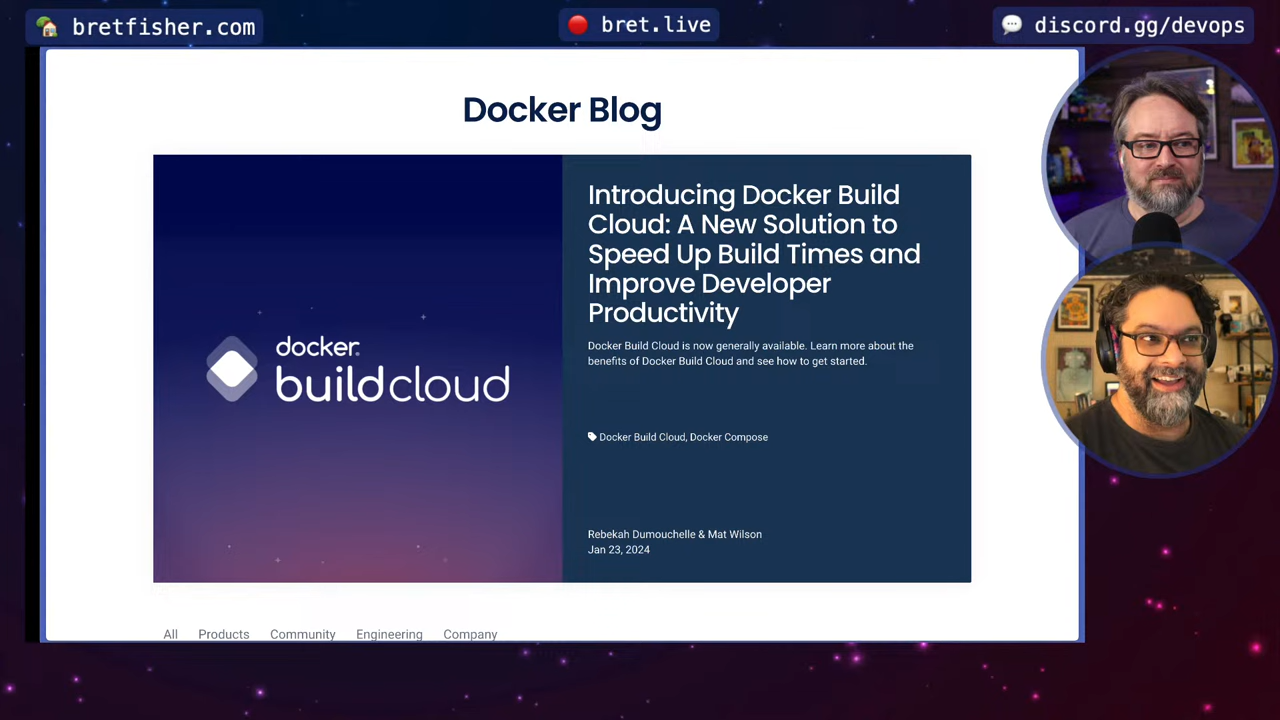 bretfisher.com
bret.live
discord.gg/devops
Docker Blog
docker.
buildcloud
Introducing Docker Build
Cloud: A New Solution to
Speed Up Build Times and
Improve Developer
Productivity
Docker Build Cloud is now generally available. Learn more about the
benefits of Docker Build Cloud and see how to get started.
Docker Build Cloud, Docker Compose
Rebekah Dumouchelle & Mat Wilson
Jan 23, 2024
All Products Community Engineering Company